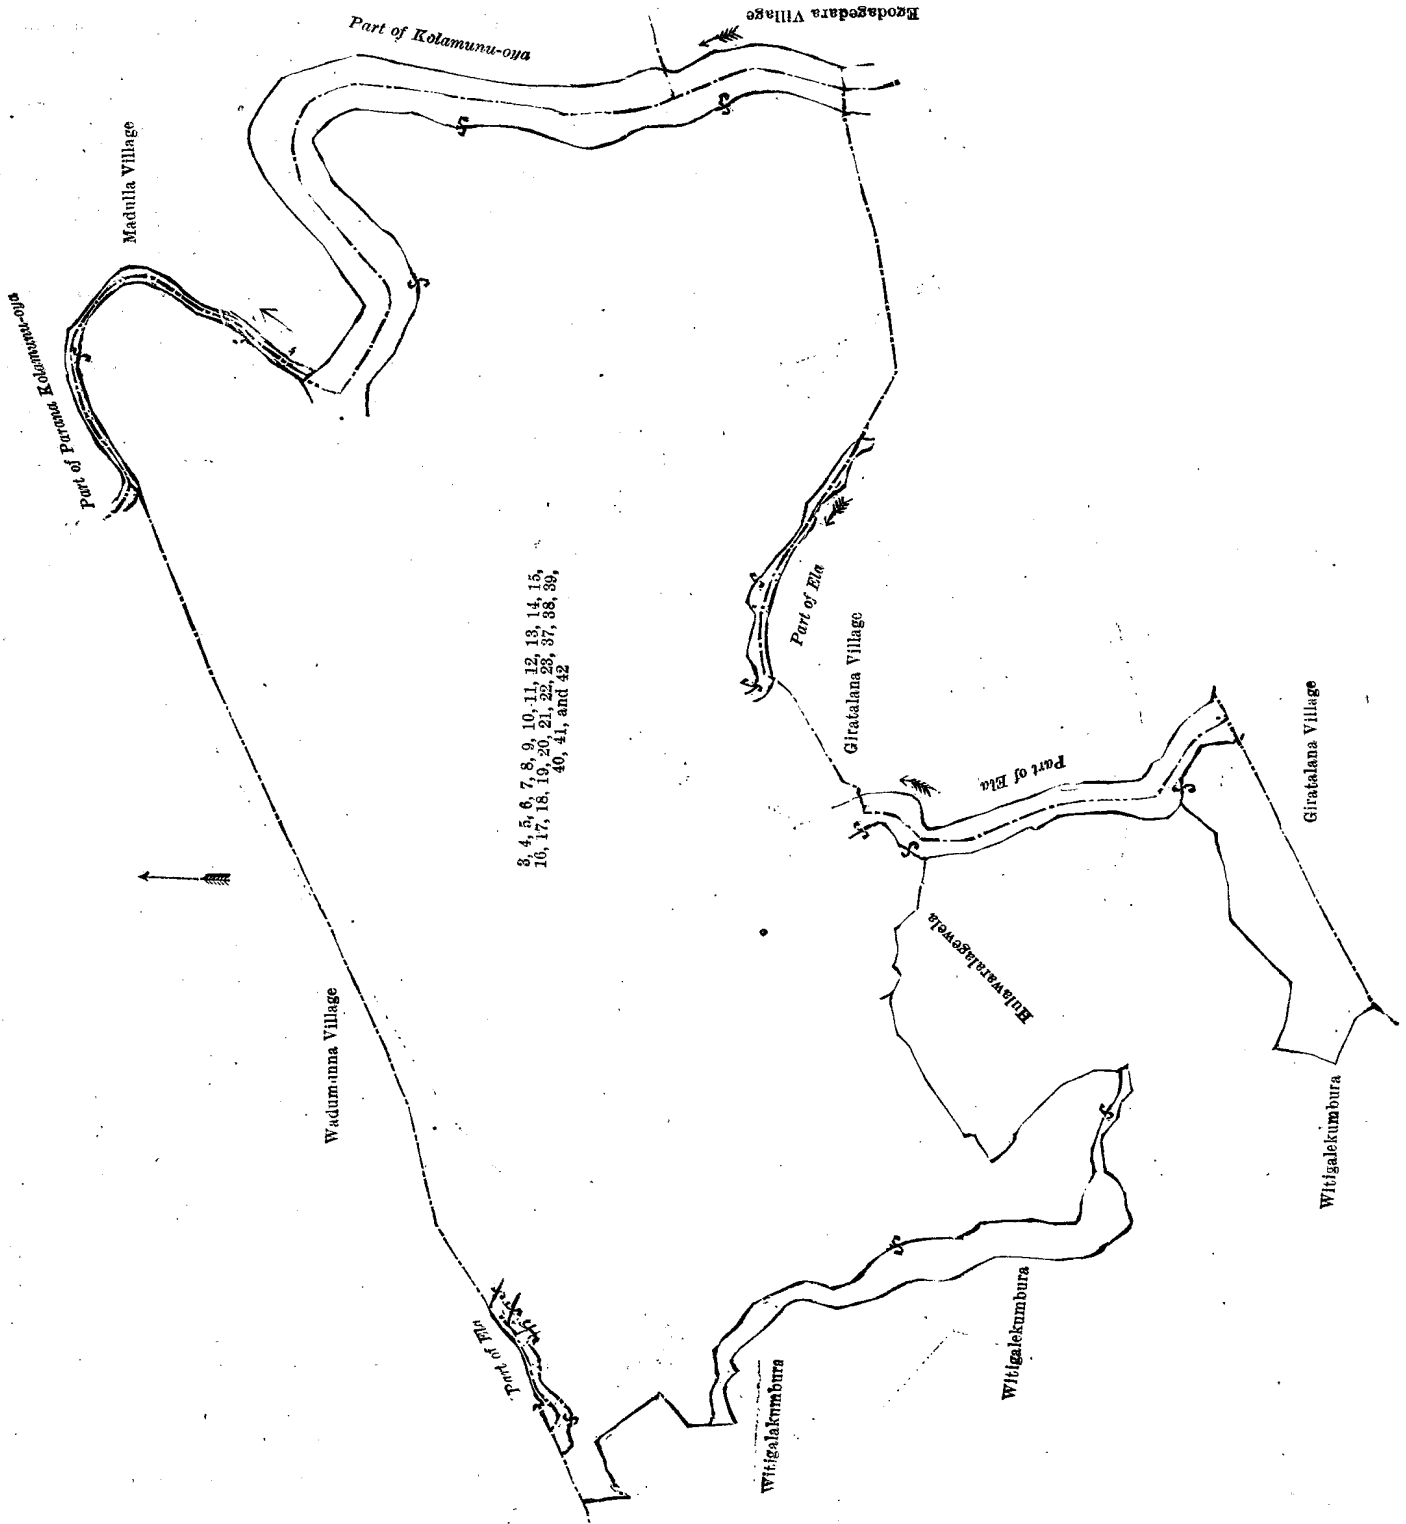 Part of Kolamunu-oya
Egodagedara Village
Madulla Village
Part of Parana Kolamunu-oya
3, 4, 5, 6, 7, 8, 9, 10, 11, 12, 13, 14, 15,
16, 17, 18, 19, 20, 21, 22, 23, 37, 38, 39,
40, 41, and 42
Part of Ela
Giratalana Village
Part of Ela
Giratalana Village
Hulawaralagewela
Wadumunna Village
Witigalekumbura
Witigalekumbura
Part of Ela
Witigalakumbura